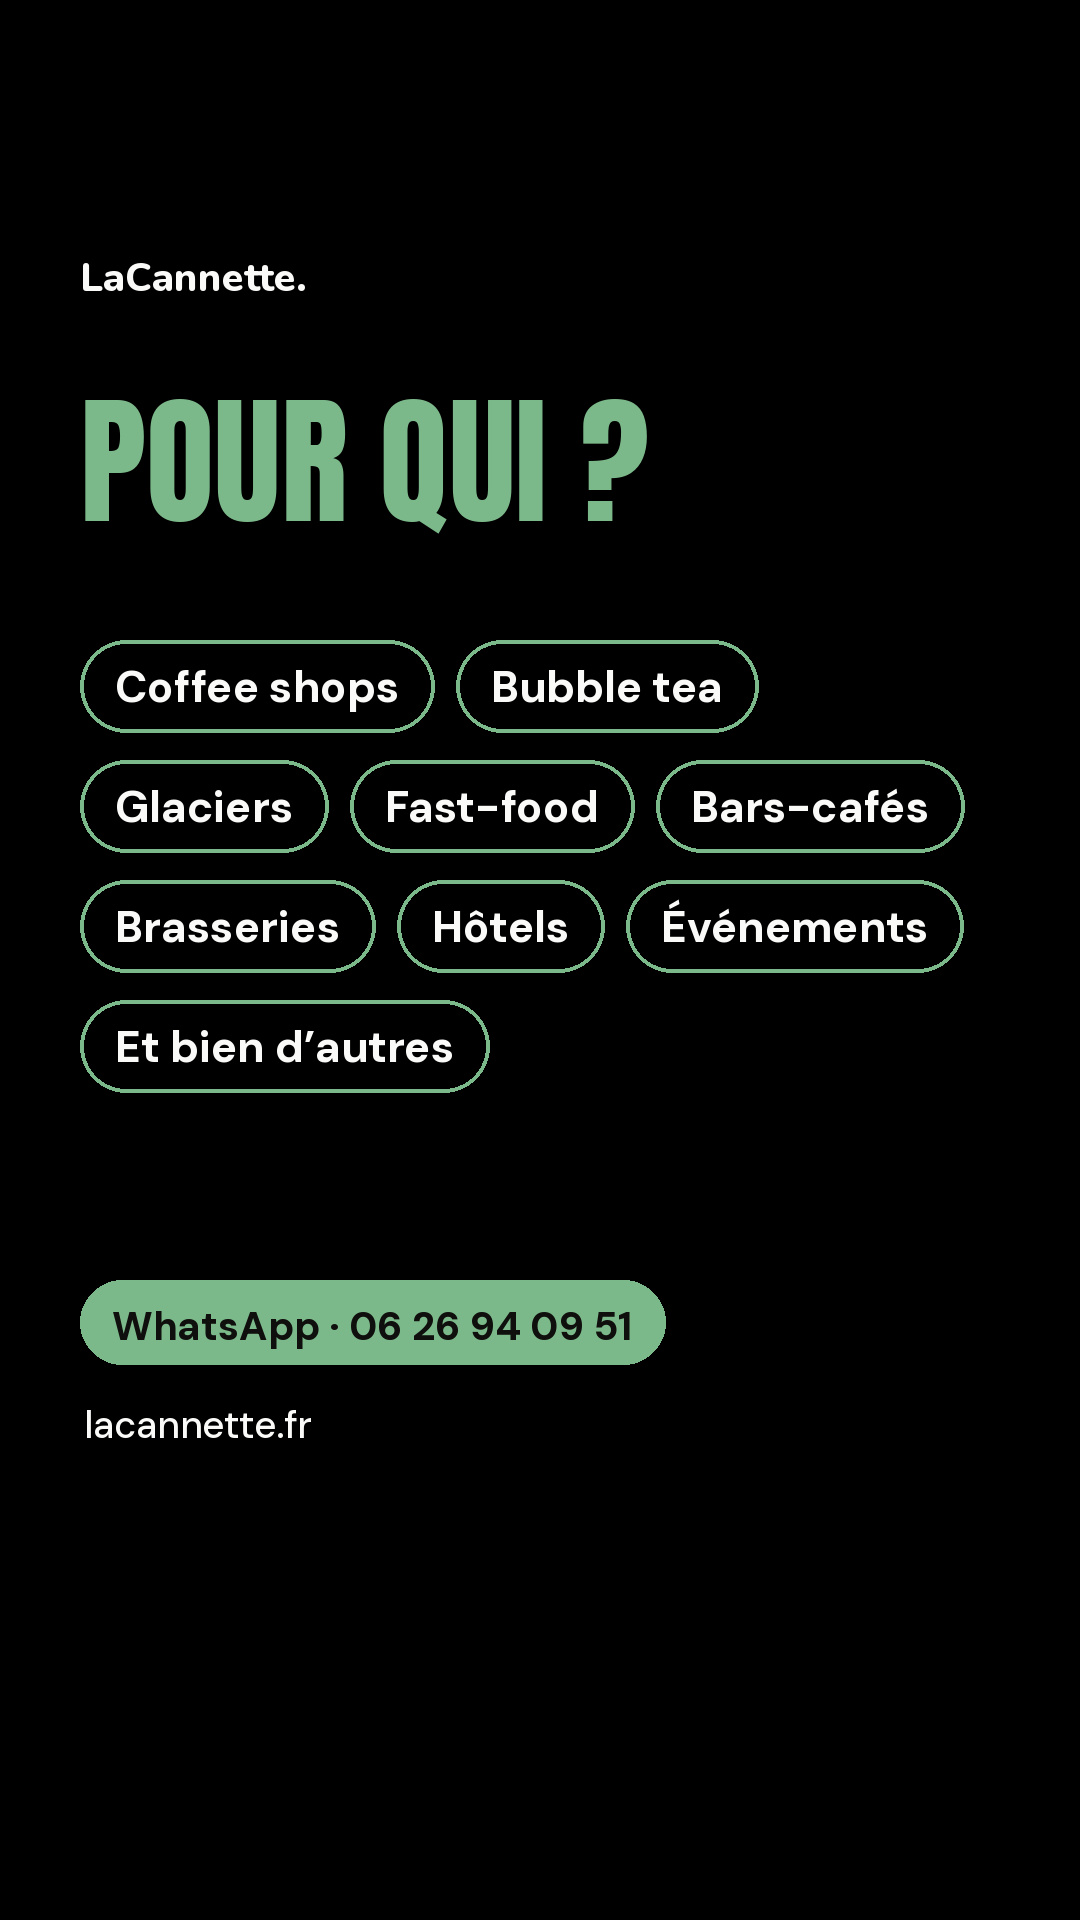 LaCannette.
POUR QUI ?
Coffee shops Bubble tea
Glaciers Fast-food Bars-cafés
Brasseries Hôtels Événements
Et bien d’autres
WhatsApp · 06 26 94 09 51
lacannette.fr